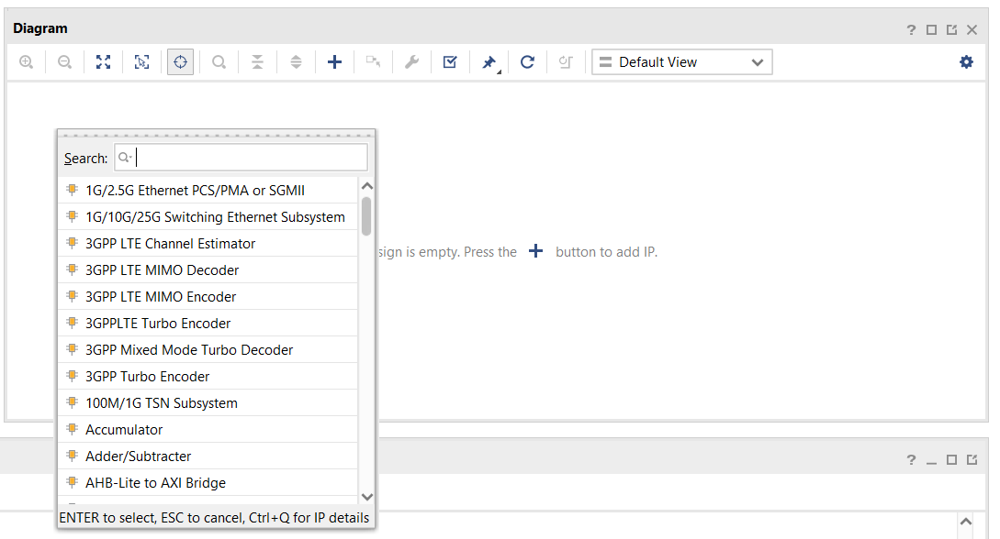 Diagram
Default View
Search:
1G/2.5G Ethernet PCS/PMA or SGMII
1G/10G/25G Switching Ethernet Subsystem
3GPP LTE Channel Estimator
sign is empty. Press the + button to add IP.
3GPP LTE MIMO Decoder
3GPP LTE MIMO Encoder
3GPPLTE Turbo Encoder
3GPP Mixed Mode Turbo Decoder
3GPP Turbo Encoder
100M/1G TSN Subsystem
Accumulator
Adder/Subtracter
AHB-Lite to AXI Bridge
ENTER to select, ESC to cancel, Ctrl+Q for IP details